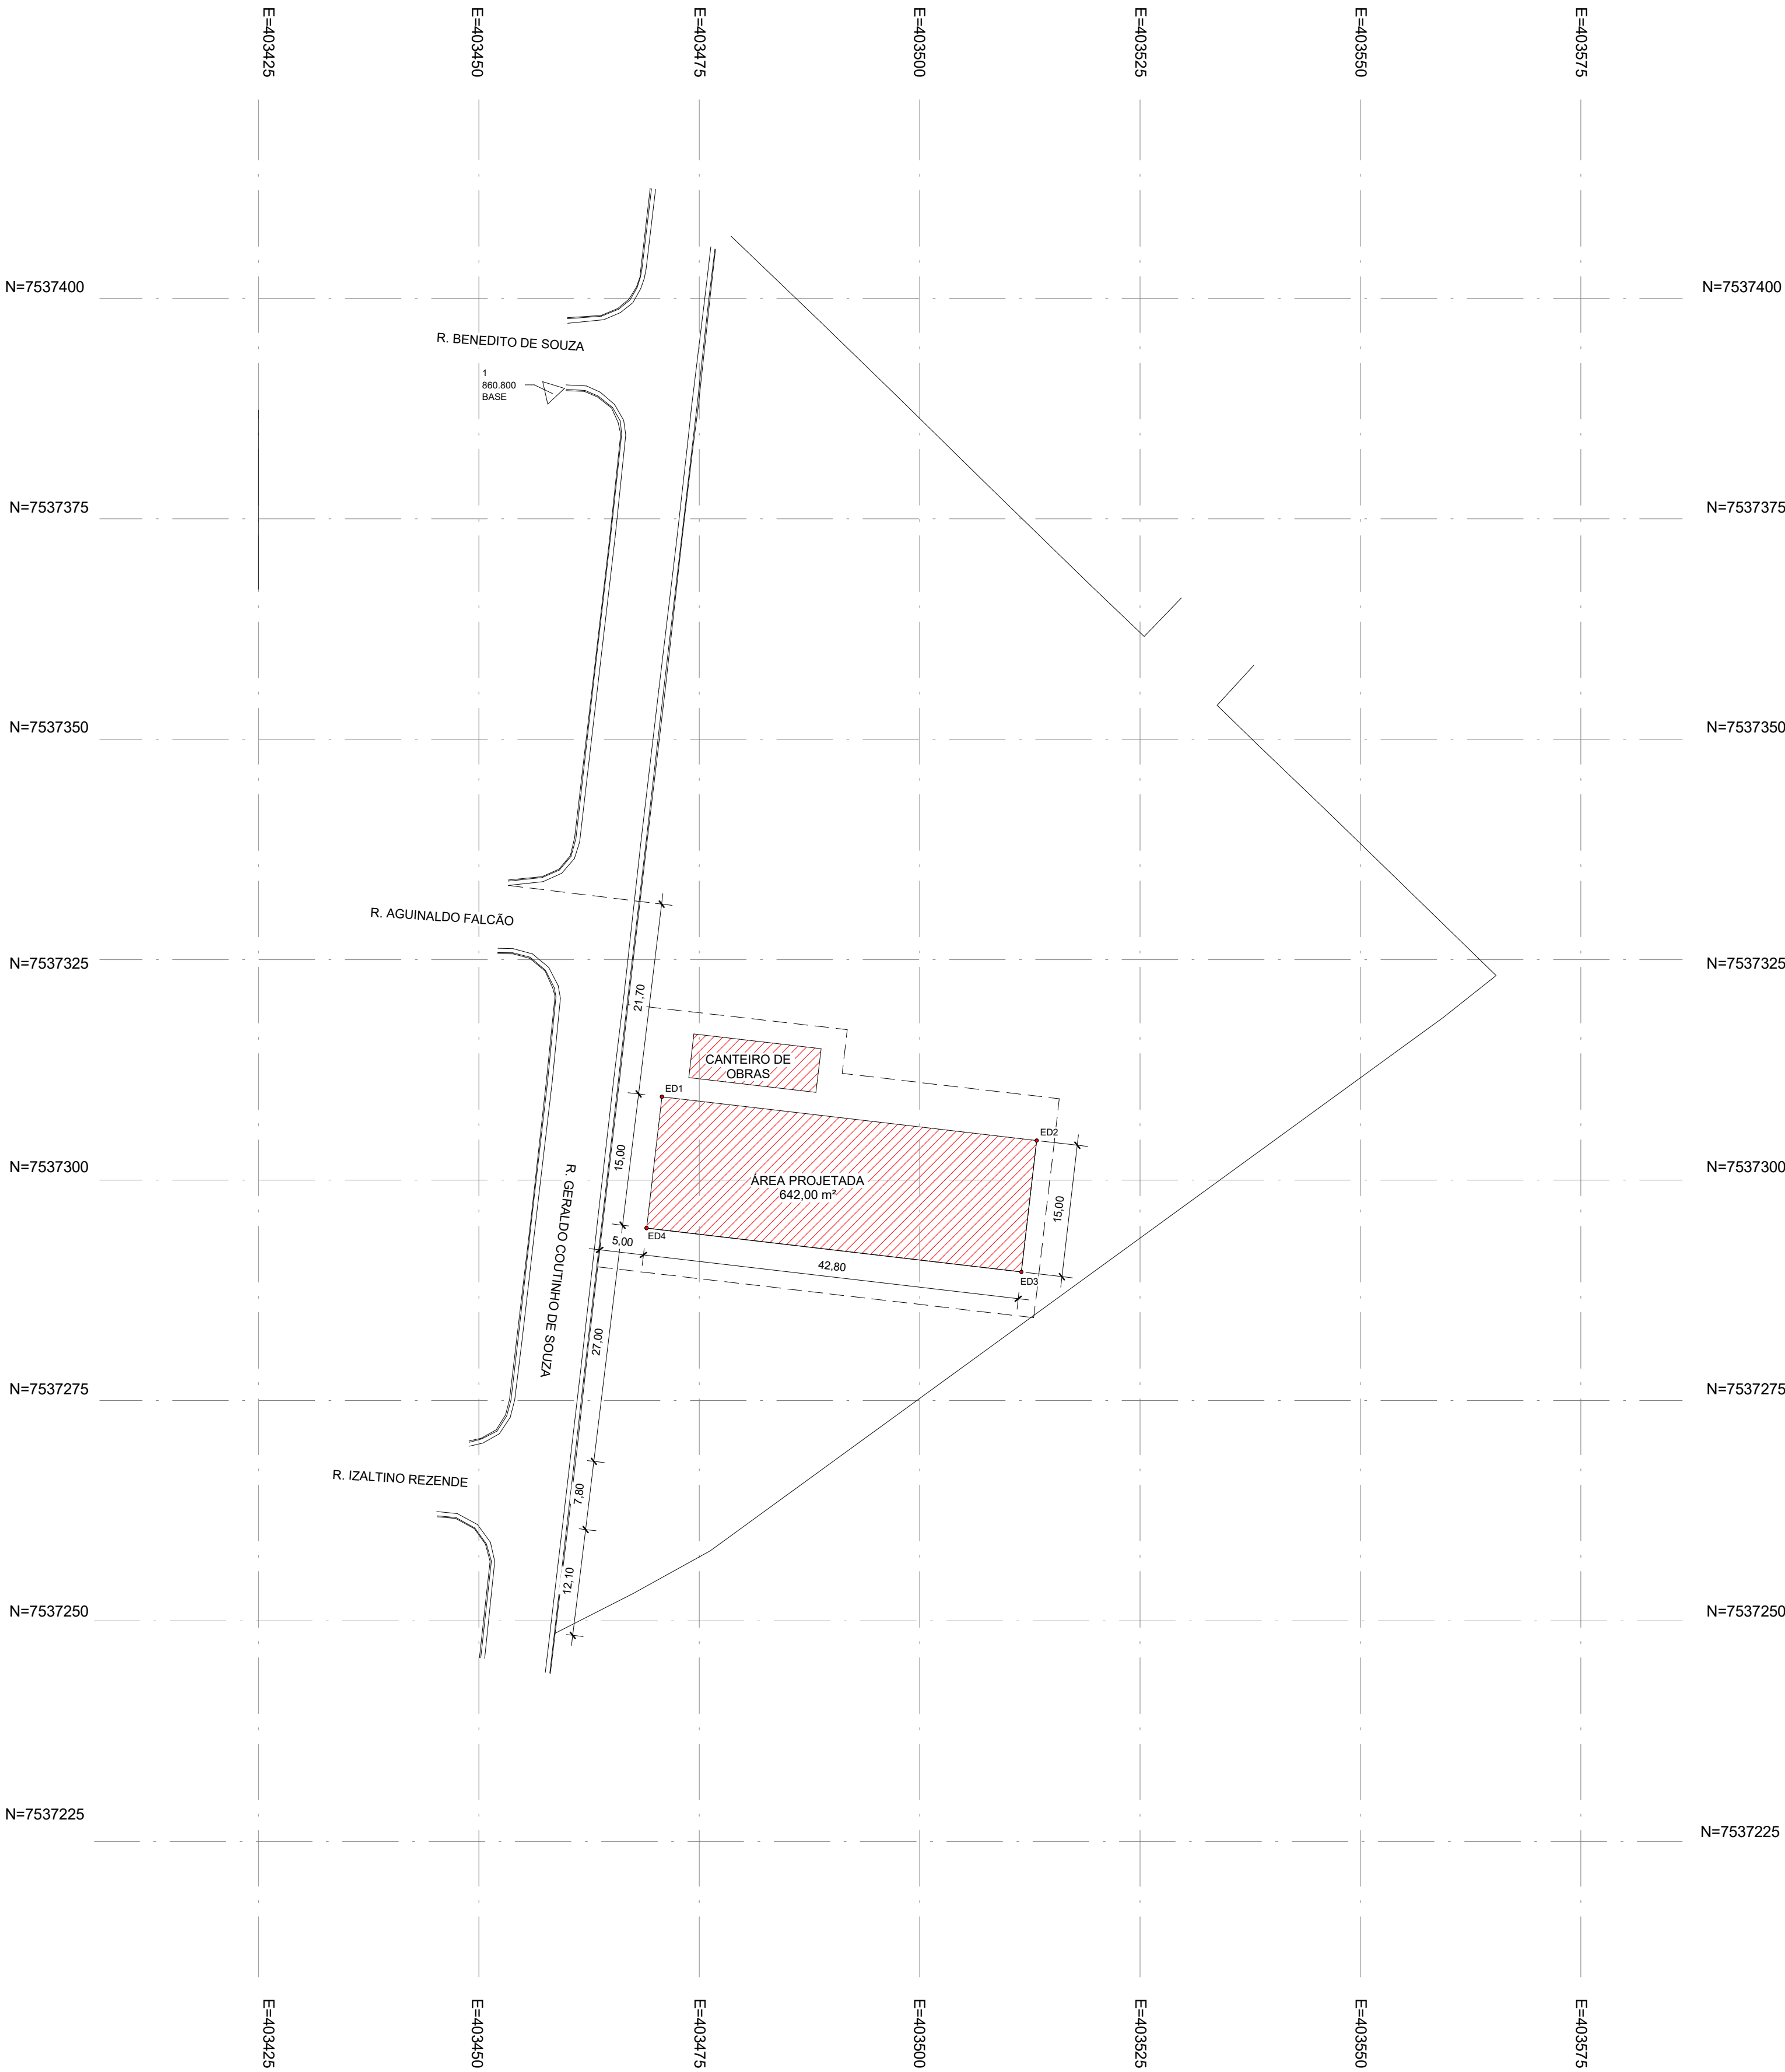 E=403425
E=403450
E=403475
E=403500
E=403525
E=403550
E=403575
N=7537400
N=7537400
R. BENEDITO DE SOUZA
1
860.800
BASE
N=7537375
N=7537375
N=7537350
N=7537350
R. AGUINALDO FALCÃO
N=7537325
N=7537325
21,70
CANTEIRO DE
OBRAS
ED1
ED2
15,00
N=7537300
N=7537300
ÁREA PROJETADA
642,00 m²
15,00
R. GERALDO COUTINHO DE SOUZA
ED4
5,00
42,80
ED3
27,00
N=7537275
N=7537275
R. IZALTINO REZENDE
7,80
12,10
N=7537250
N=7537250
N=7537225
N=7537225
E=403425
E=403450
E=403475
E=403500
E=403525
E=403550
E=403575